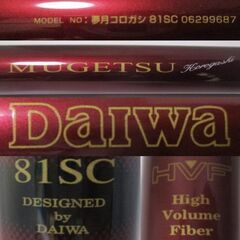 MODEL NO：夢月コロガシ 81SC 06299687
MUGETSU Korogashi
DAIWA
81SC
DESIGNED
by
DAIWA
HVF
High
Volume
Fiber